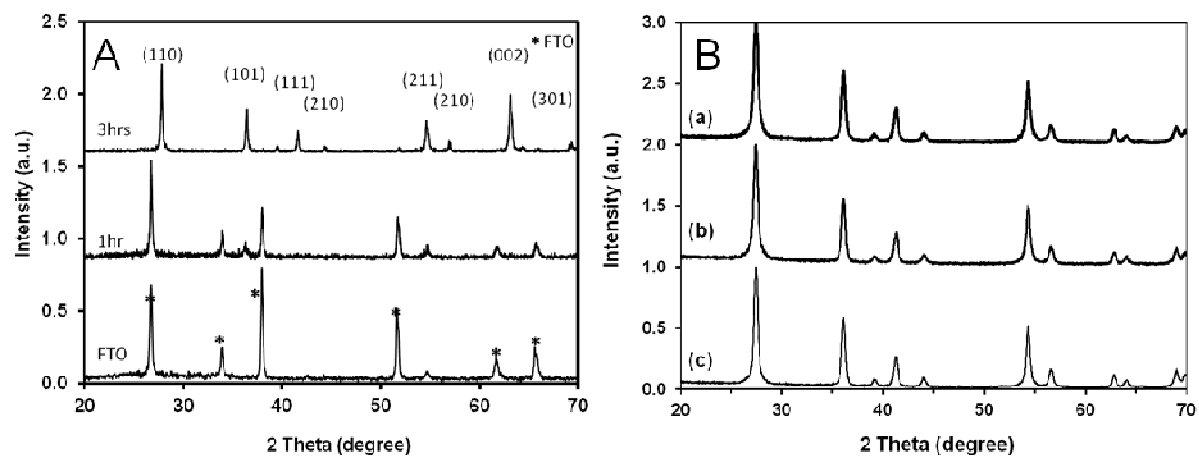 A
* FTO
(110)
(002)
(101)
(111)
(211)
(210)
(210)
(301)
3hrs
1hr
FTO
*
*
*
*
*
*
2.5
2.0
1.5
1.0
0.5
0.0
Intensity (a.u.)
20 30 40 50 60 70
2 Theta (degree)
B
(a)
(b)
(c)
3.0
2.5
2.0
1.5
1.0
0.5
0.0
Intensity (a.u.)
20 30 40 50 60 70
2 Theta (degree)